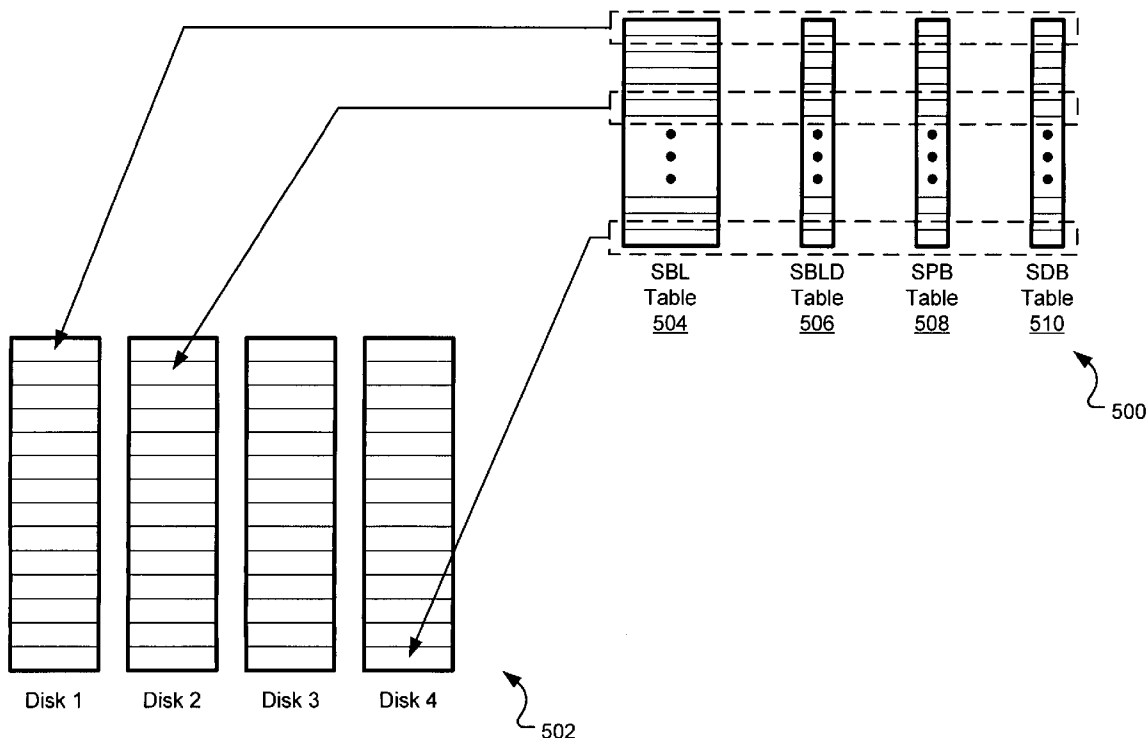 SBL
Table
504
SBLD
Table
506
SPB
Table
508
SDB
Table
510
500
Disk 1
Disk 2
Disk 3
Disk 4
502